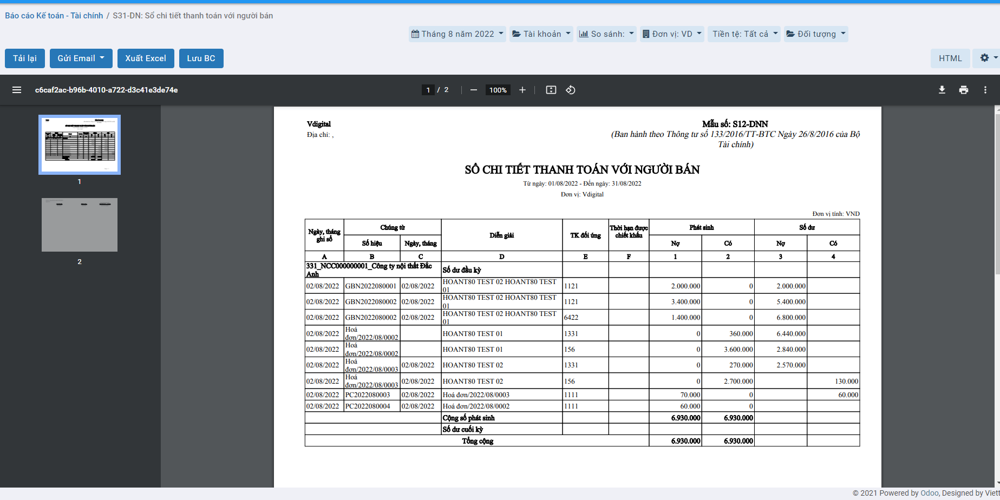 Báo cáo Kế toán - Tài chính / S31-DN: Sổ chi tiết thanh toán với người bán
Tháng 8 năm 2022 Tài khoản So sánh: Đơn vị: VD Tiền tệ: Tất cả Đối tượng
Tải lại Gửi Email Xuất Excel Lưu BC HTML
c6caf2ac-b96b-4010-a722-d3c41e3de74e 1 / 2 100%
1
2
Vdigital Mẫu số: S12-DNN
Địa chỉ: , (Ban hành theo Thông tư số 133/2016/TT-BTC Ngày 26/8/2016 của Bộ
Tài chính)
SỔ CHI TIẾT THANH TOÁN VỚI NGƯỜI BÁN
Từ ngày: 01/08/2022 - Đến ngày: 31/08/2022
Đơn vị: Vdigital
Đơn vị tính: VND
Ngày, tháng ghi sổ Chứng từ Diễn giải TK đối ứng Thời hạn được chiết khấu Phát sinh Số dư
Số hiệu Ngày, tháng Nợ Có Nợ Có
A B C D E F 1 2 3 4
331_NCC000000001_Công ty nội thất Đắc Anh Số dư đầu kỳ
02/08/2022 GBN2022080001 02/08/2022 HOANT80 TEST 02 HOANT80 TEST 01 1121 2.000.000 0 2.000.000
02/08/2022 GBN2022080002 02/08/2022 HOANT80 TEST 02 HOANT80 TEST 01 1121 3.400.000 0 5.400.000
02/08/2022 GBN2022080002 02/08/2022 HOANT80 TEST 02 HOANT80 TEST 01 6422 1.400.000 0 6.800.000
02/08/2022 Hoá đơn/2022/08/0002 HOANT80 TEST 01 1331 0 360.000 6.440.000
02/08/2022 Hoá đơn/2022/08/0002 HOANT80 TEST 01 156 0 3.600.000 2.840.000
02/08/2022 Hoá đơn/2022/08/0003 02/08/2022 HOANT80 TEST 02 1331 0 270.000 2.570.000
02/08/2022 Hoá đơn/2022/08/0003 02/08/2022 HOANT80 TEST 02 156 0 2.700.000 130.000
02/08/2022 PC2022080003 02/08/2022 Hoá đơn/2022/08/0003 1111 70.000 0 60.000
02/08/2022 PC2022080004 02/08/2022 Hoá đơn/2022/08/0002 1111 60.000 0
Cộng số phát sinh 6.930.000 6.930.000
Số dư cuối kỳ
Tổng cộng 6.930.000 6.930.000
© 2021 Powered by Odoo, Designed by Viett